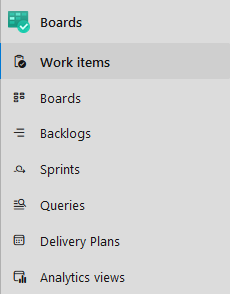 Boards
Work items
Boards
Backlogs
Sprints
Queries
Delivery Plans
Analytics views